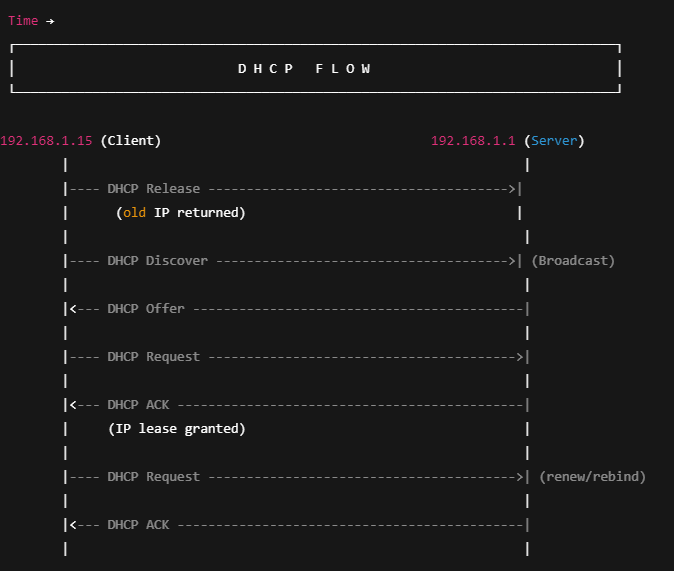 Time →
D H C P F L O W
192.168.1.15 (Client) 192.168.1.1 (Server)
DHCP Release
(old IP returned)
DHCP Discover (Broadcast)
DHCP Offer
DHCP Request
DHCP ACK
(IP lease granted)
DHCP Request (renew/rebind)
DHCP ACK